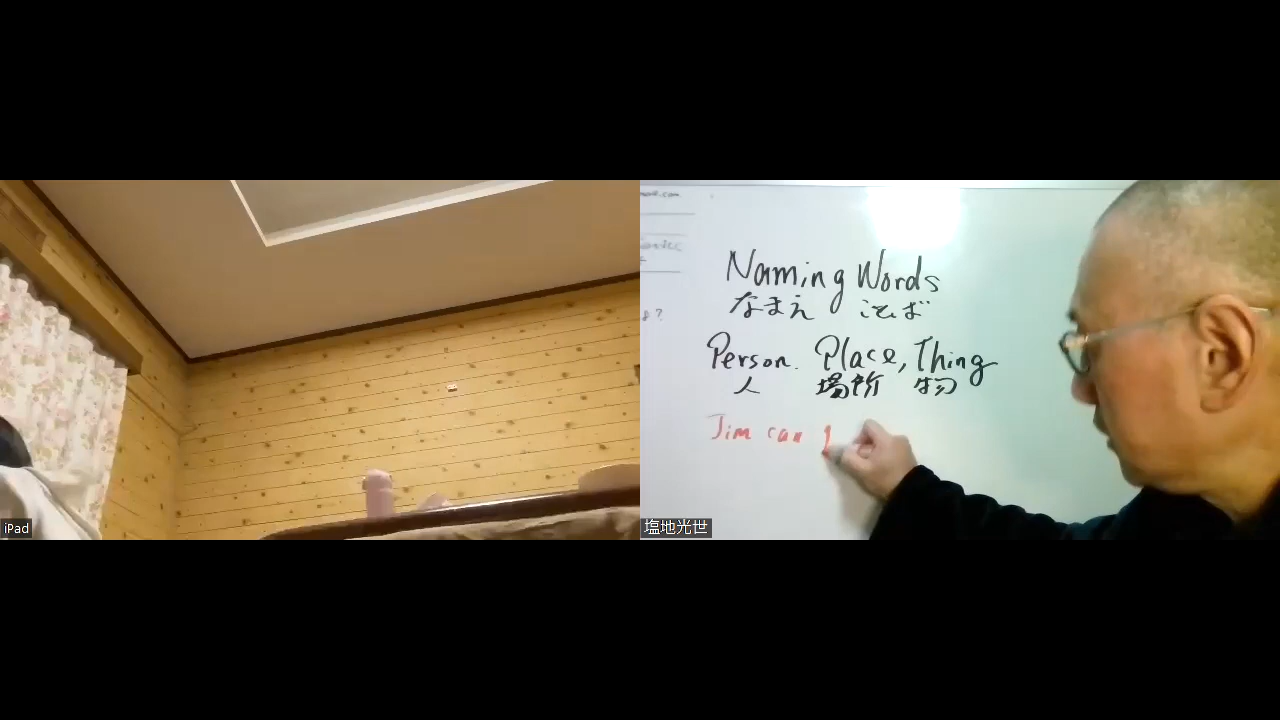 Naming Words
なまえ ことば
Person. Place, Thing
人 場所 物
Jim can
iPad
塩地光世